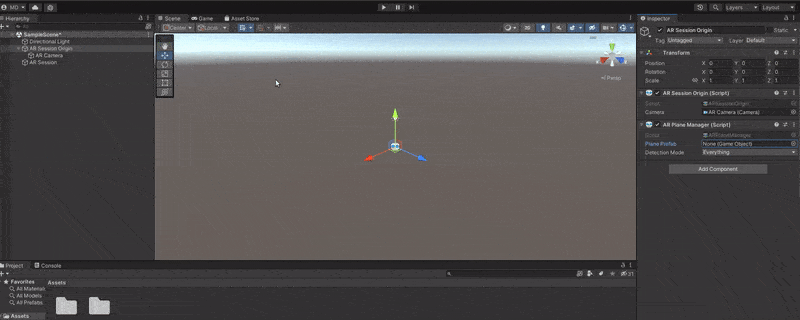 MO
Layers
Layout
Hierarchy
All
SampleScene*
Directional Light
AR Session Origin
AR Camera
AR Session
Scene
Game
Asset Store
Center
Local
2D
Persp
Inspector
AR Session Origin
Static
Tag Untagged
Layer Default
Transform
Position X 0 Y 0 Z 0
Rotation X 0 Y 0 Z 0
Scale X 1 Y 1 Z 1
AR Session Origin (Script)
Script ARSessionOrigin
Camera AR Camera (Camera)
AR Plane Manager (Script)
Script ARPlaneManager
Plane Prefab None (Game Object)
Detection Mode Everything
Add Component
Project
Console
Favorites
All Material
All Models
All Prefabs
Assets
Assets
31